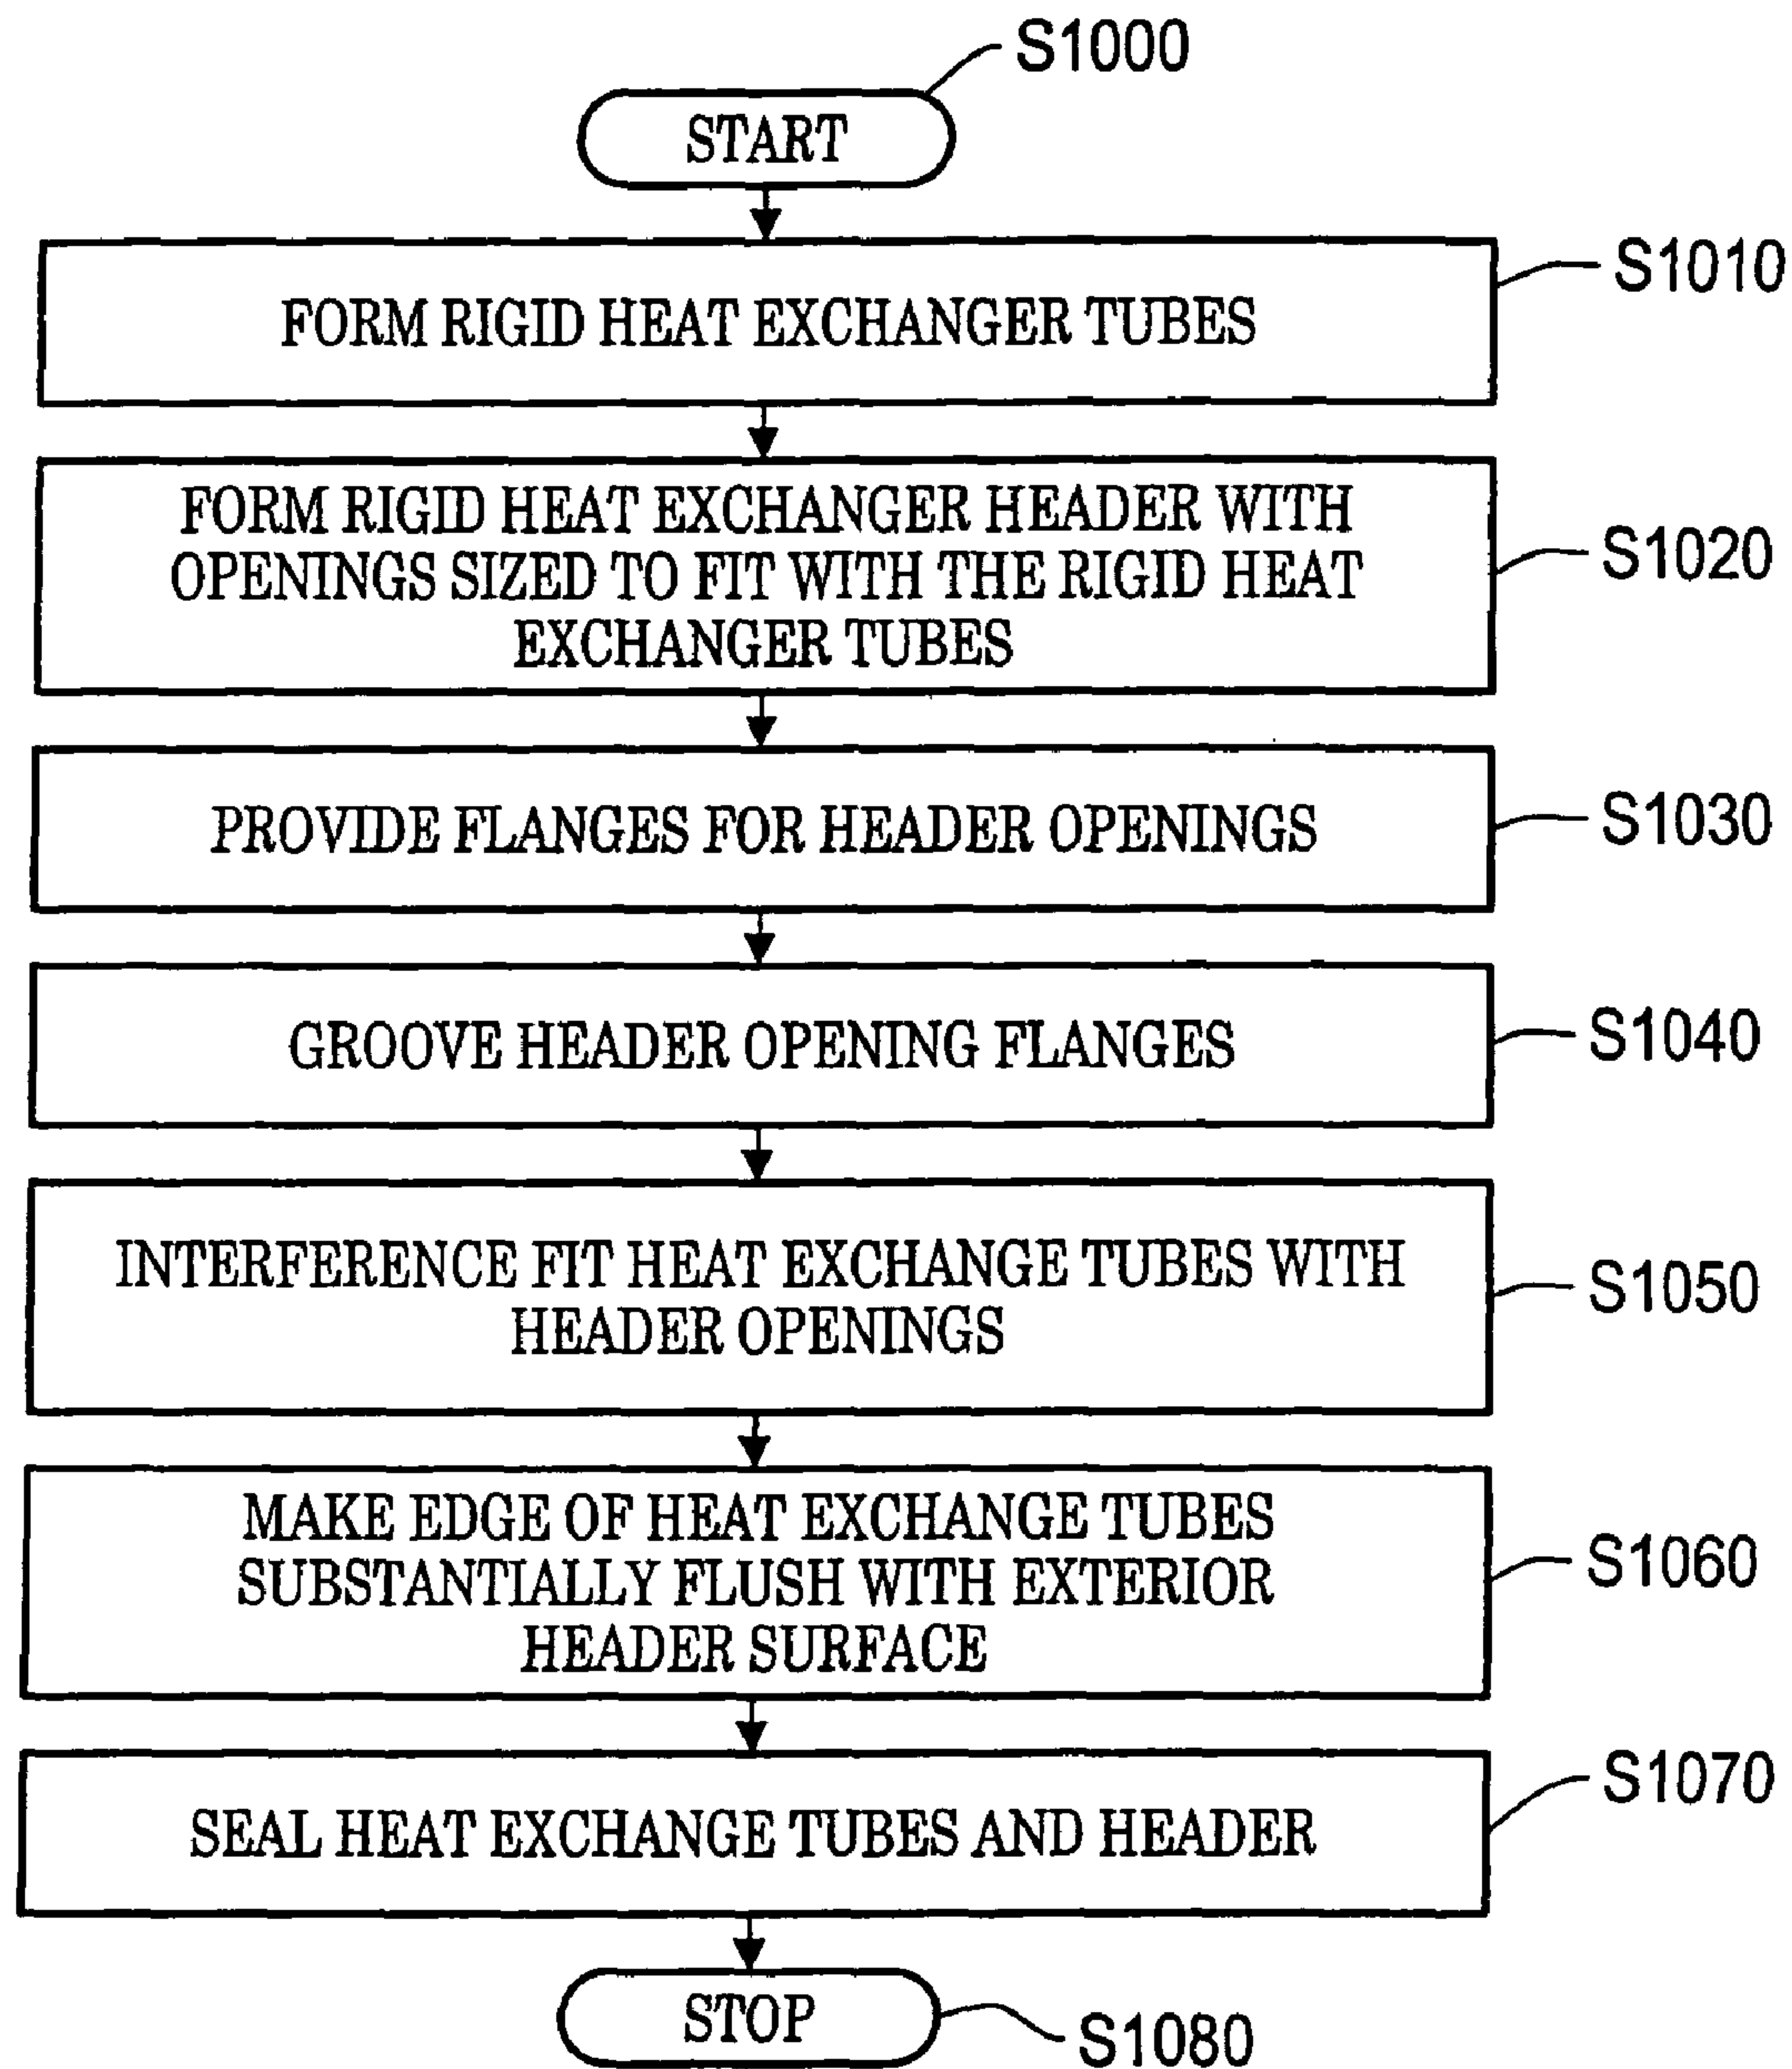 S1000
START
S1010
FORM RIGID HEAT EXCHANGER TUBES
FORM RIGID HEAT EXCHANGER HEADER WITH
OPENINGS SIZED TO FIT WITH THE RIGID HEAT
EXCHANGER TUBES
S1020
PROVIDE FLANGES FOR HEADER OPENINGS
S1030
GROOVE HEADER OPENING FLANGES
S1040
INTERFERENCE FIT HEAT EXCHANGE TUBES WITH
HEADER OPENINGS
S1050
MAKE EDGE OF HEAT EXCHANGE TUBES
SUBSTANTIALLY FLUSH WITH EXTERIOR
HEADER SURFACE
S1060
SEAL HEAT EXCHANGE TUBES AND HEADER
S1070
STOP
S1080